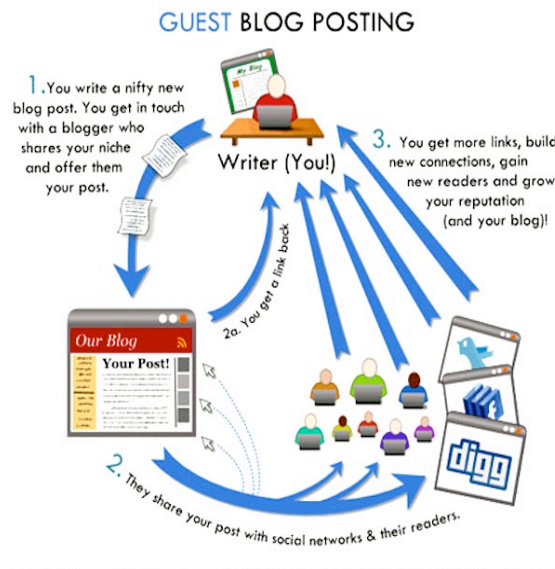 GUEST BLOG POSTING
My Blog
1. You write a nifty new
blog post. You get in touch
with a blogger who
shares your niche
and offer them
your post.
Writer (You!)
3. You get more links, build
new connections, gain
new readers and grow
your reputation
(and your blog)!
2a. You get a link back
Our Blog
Your Post!
digg
2. They share your post with social networks & their readers.